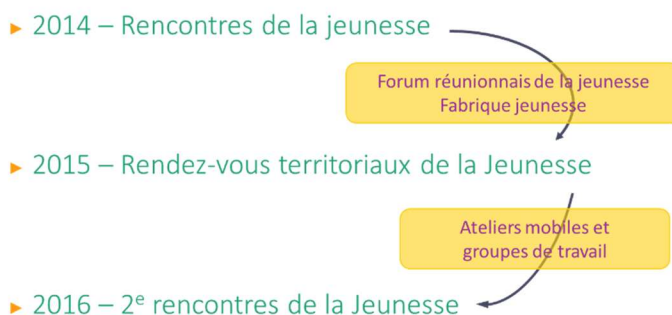 2014 – Rencontres de la jeunesse
Forum réunionnais de la jeunesse
Fabrique jeunesse
2015 – Rendez-vous territoriaux de la Jeunesse
Ateliers mobiles et
groupes de travail
2016 – 2e rencontres de la Jeunesse